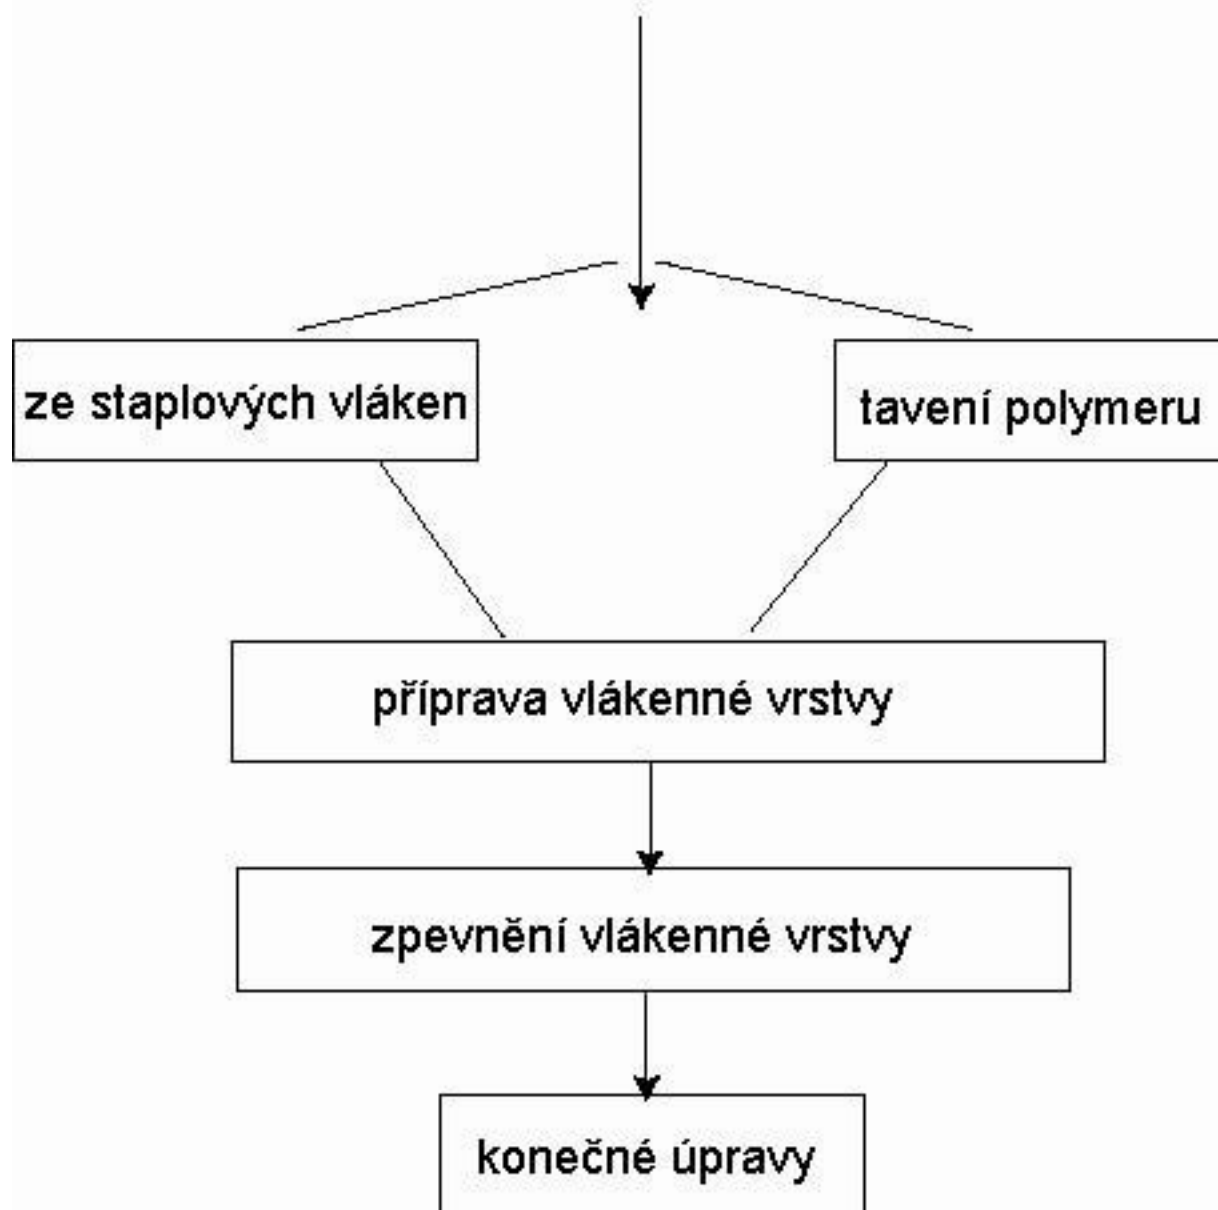 ze staplových vláken
tavení polymeru
příprava vlákenné vrstvy
zpevnění vlákenné vrstvy
konečné úpravy